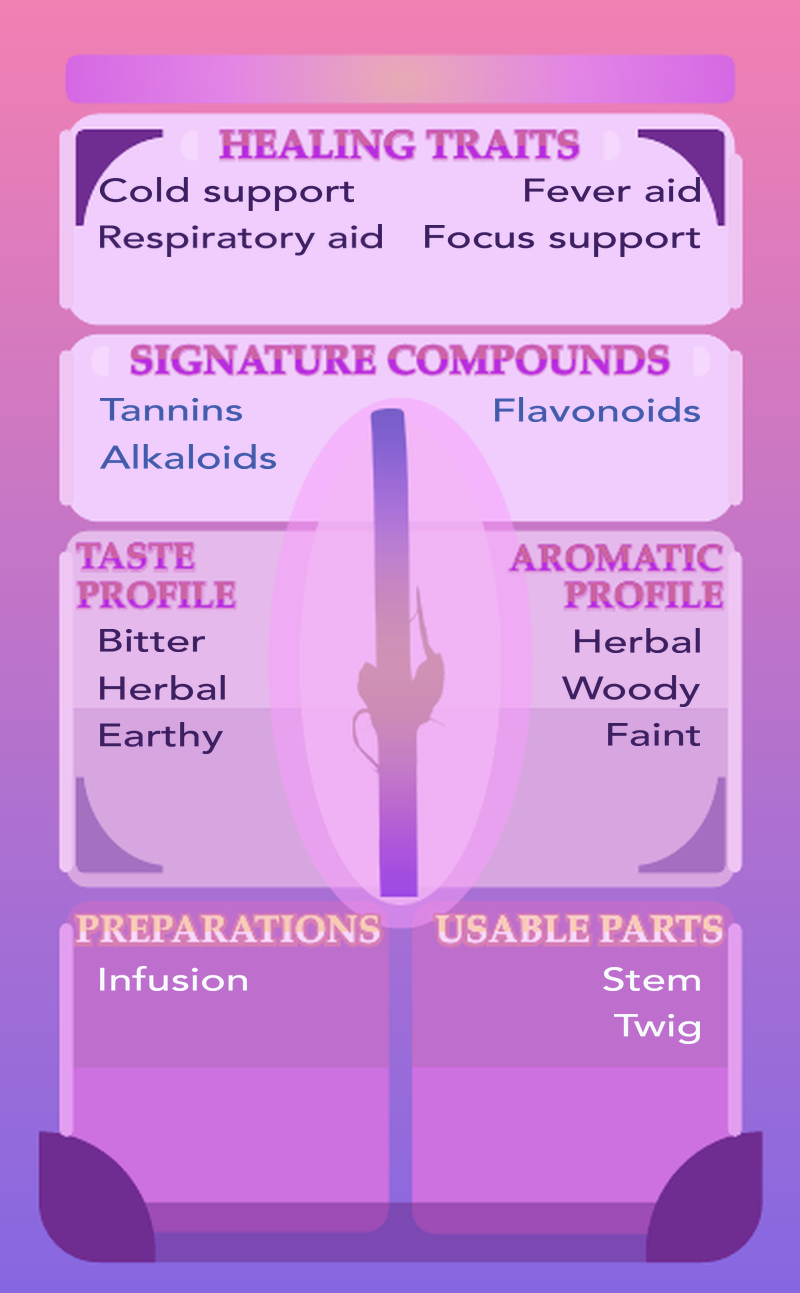 HEALING TRAITS
Cold support Fever aid
Respiratory aid Focus support
SIGNATURE COMPOUNDS
Tannins Flavonoids
Alkaloids
TASTE PROFILE
Bitter
Herbal
Earthy
AROMATIC PROFILE
Herbal
Woody
Faint
PREPARATIONS
Infusion
USABLE PARTS
Stem
Twig